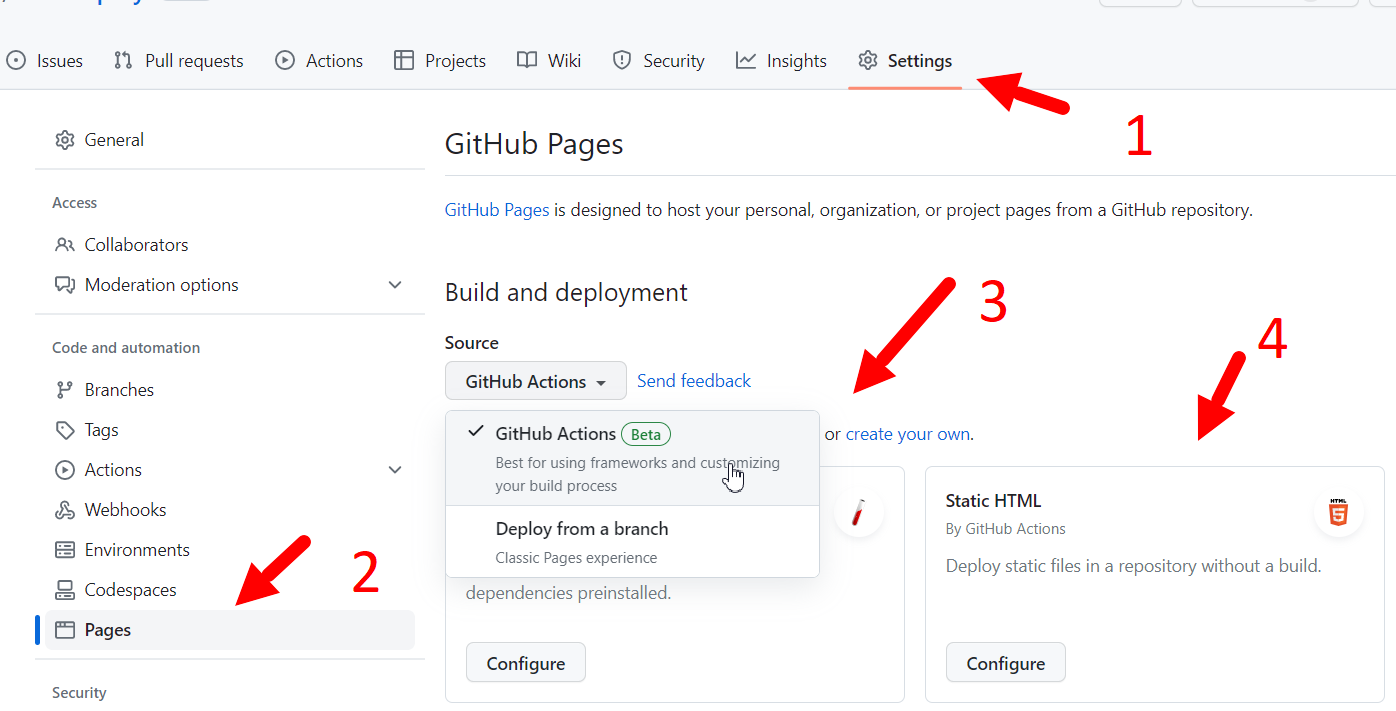 Issues
Pull requests
Actions
Projects
Wiki
Security
Insights
Settings
1
General
Access
Collaborators
Moderation options
Code and automation
Branches
Tags
Actions
Webhooks
Environments
Codespaces
Pages
Security
2
GitHub Pages
GitHub Pages is designed to host your personal, organization, or project pages from a GitHub repository.
Build and deployment
3
4
Source
GitHub Actions
Send feedback
GitHub Actions Beta
Best for using frameworks and customizing
your build process
Deploy from a branch
Classic Pages experience
or create your own.
dependencies preinstalled.
Configure
Static HTML
By GitHub Actions
HTML
5
Deploy static files in a repository without a build.
Configure